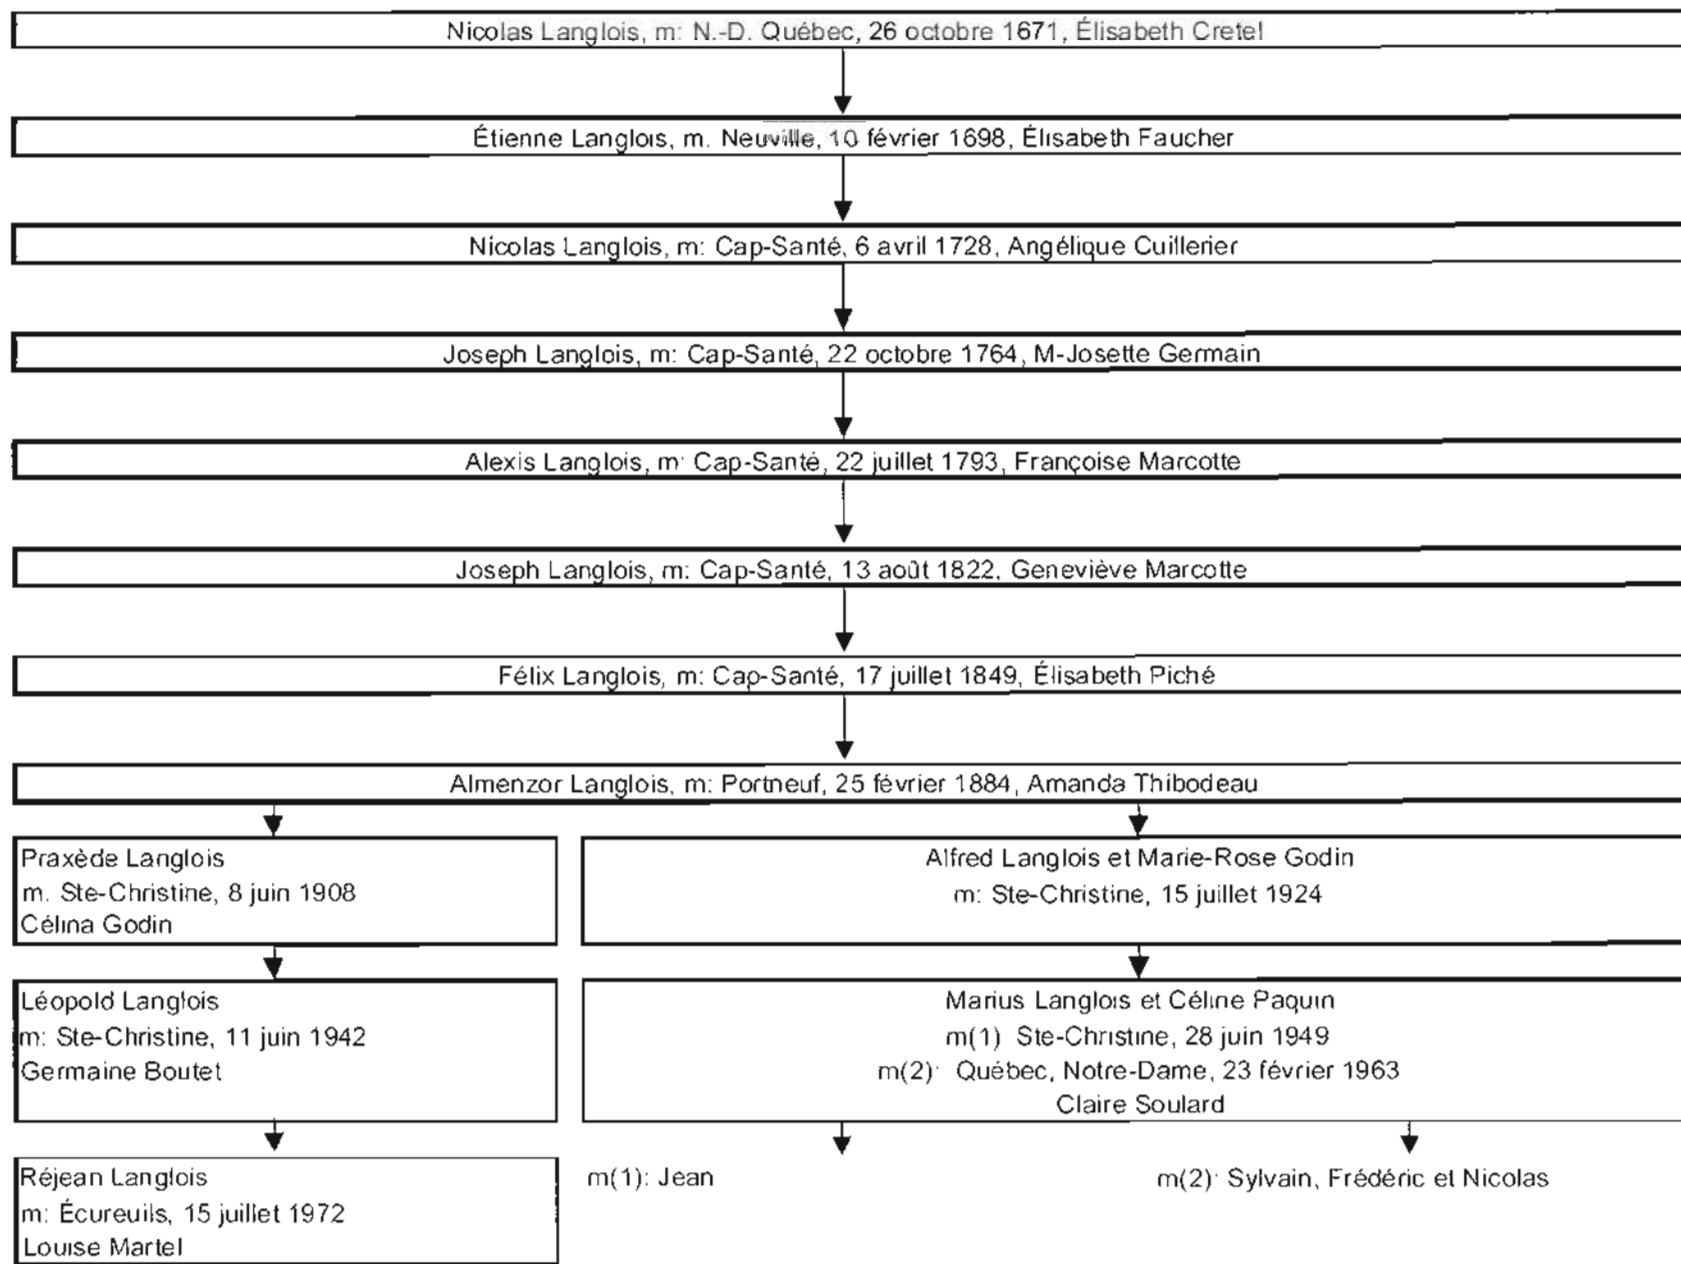 Nicolas Langlois, m: N.-D. Québec, 26 octobre 1671, Élisabeth Cretel
Étienne Langlois, m. Neuville, 10 février 1698, Élisabeth Faucher
Nicolas Langlois, m: Cap-Santé, 6 avril 1728, Angélique Cuillerier
Joseph Langlois, m: Cap-Santé, 22 octobre 1764, M-Josette Germain
Alexis Langlois, m: Cap-Santé, 22 juillet 1793, Françoise Marcotte
Joseph Langlois, m: Cap-Santé, 13 août 1822, Geneviève Marcotte
Félix Langlois, m: Cap-Santé, 17 juillet 1849, Élisabeth Piché
Almenzor Langlois, m: Portneuf, 25 février 1884, Amanda Thibodeau
Praxède Langlois
m. Ste-Christine, 8 juin 1908
Célina Godin
Alfred Langlois et Marie-Rose Godin
m: Ste-Christine, 15 juillet 1924
Léopold Langlois
m: Ste-Christine, 11 juin 1942
Germaine Boutet
Marius Langlois et Céline Paquin
m(1) Ste-Christine, 28 juin 1949
m(2): Québec, Notre-Dame, 23 février 1963
Claire Soulard
Réjean Langlois
m: Écureuils, 15 juillet 1972
Louise Martel
m(1): Jean
m(2): Sylvain, Frédéric et Nicolas